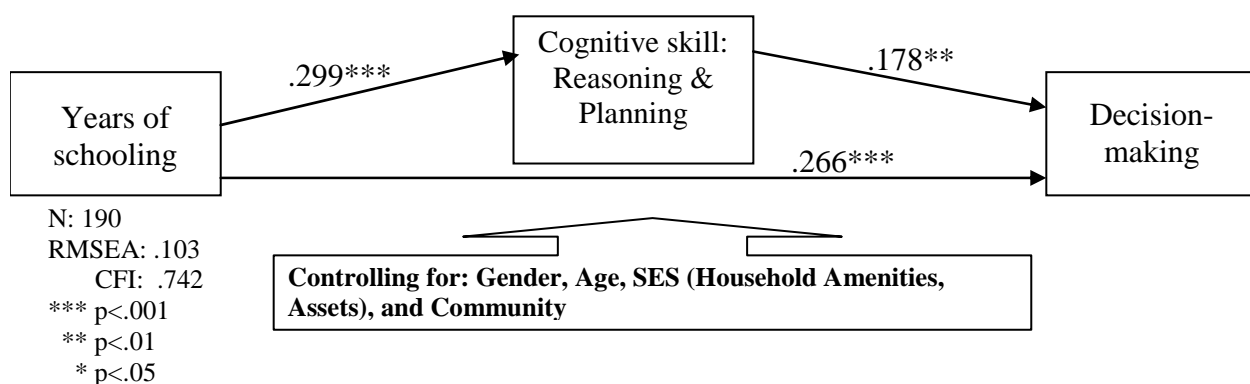 Cognitive skill:
Reasoning &
Planning
.299***
.178**
Years of
schooling
Decision-
making
.266***
N: 190
RMSEA: .103
CFI: .742
*** p<.001
** p<.01
* p<.05
Controlling for: Gender, Age, SES (Household Amenities,
Assets), and Community